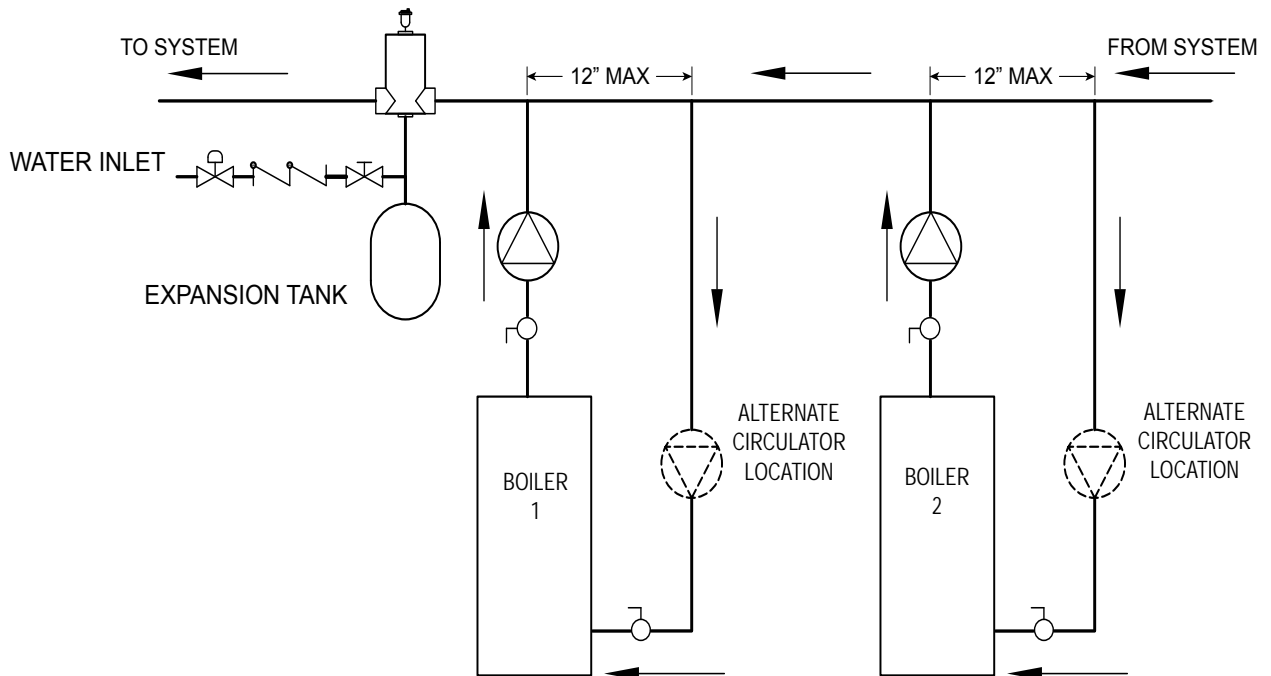 TO SYSTEM
12” MAX
12” MAX
FROM SYSTEM
WATER INLET
EXPANSION TANK
ALTERNATE
CIRCULATOR
LOCATION
ALTERNATE
CIRCULATOR
LOCATION
BOILER
1
BOILER
2